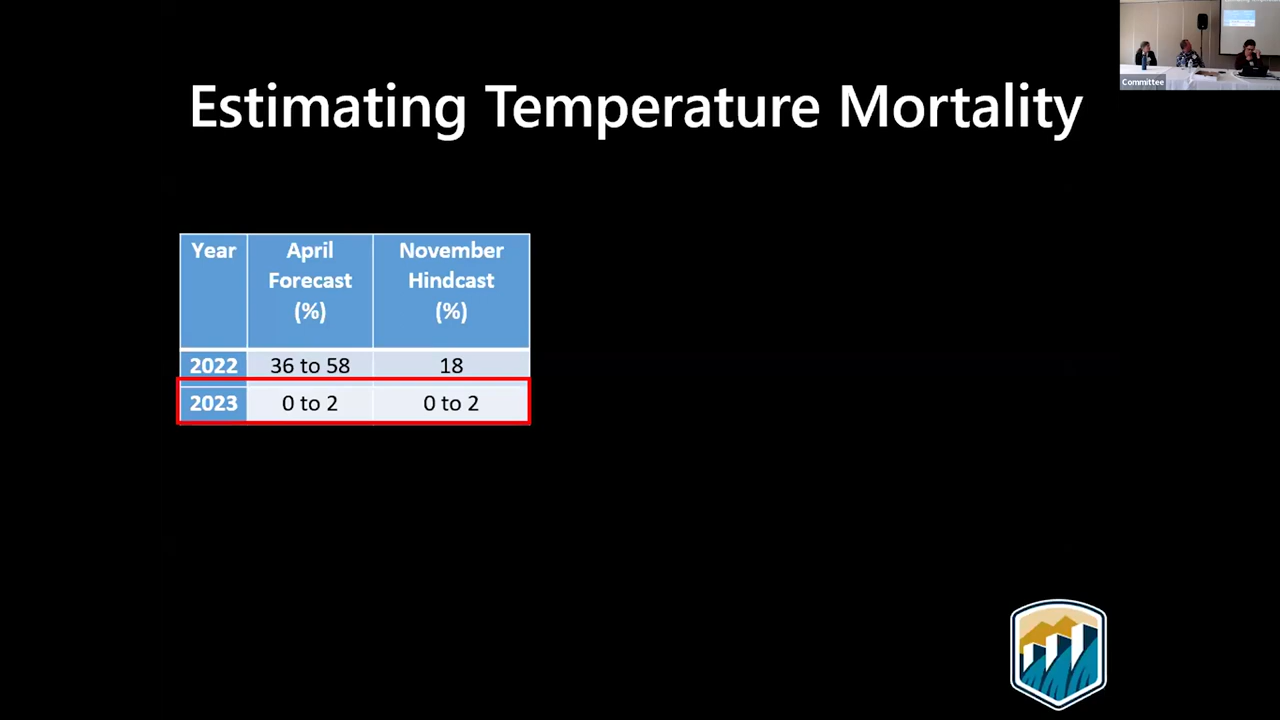 Estimating Temperature Mortality
Committee
Year April Forecast (%) November Hindcast (%)
2022 36 to 58 18
2023 0 to 2 0 to 2